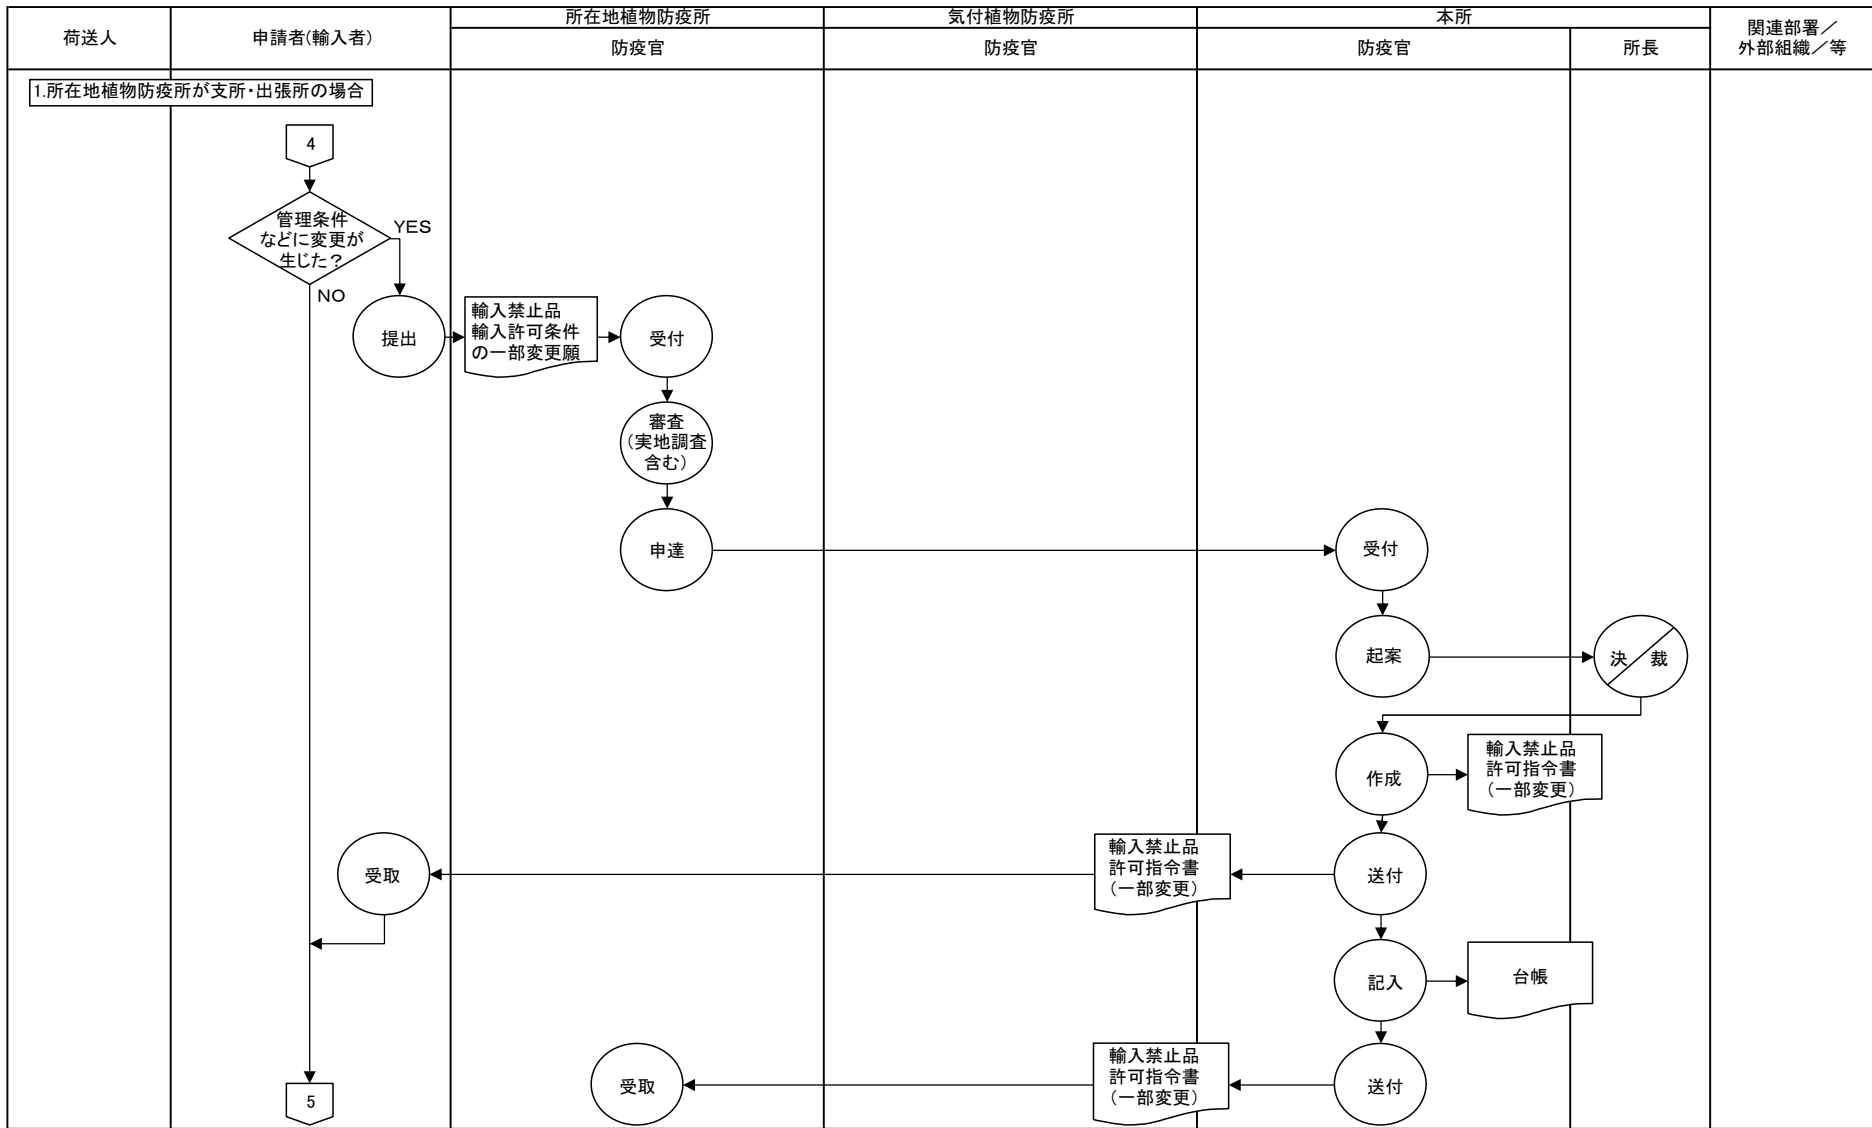 荷送人
申請者(輸入者)
所在地植物防疫所
防疫官
気付植物防疫所
防疫官
本所
防疫官
所長
関連部署／
外部組織／等
1.所在地植物防疫所が支所・出張所の場合
4
管理条件
などに変更が
生じた？
YES
NO
提出
輸入禁止品
輸入許可条件
の一部変更願
受付
審査
(実地調査
含む)
申達
受付
起案
決 裁
作成
輸入禁止品
許可指令書
(一部変更)
受取
輸入禁止品
許可指令書
(一部変更)
送付
記入
台帳
受取
輸入禁止品
許可指令書
(一部変更)
送付
5